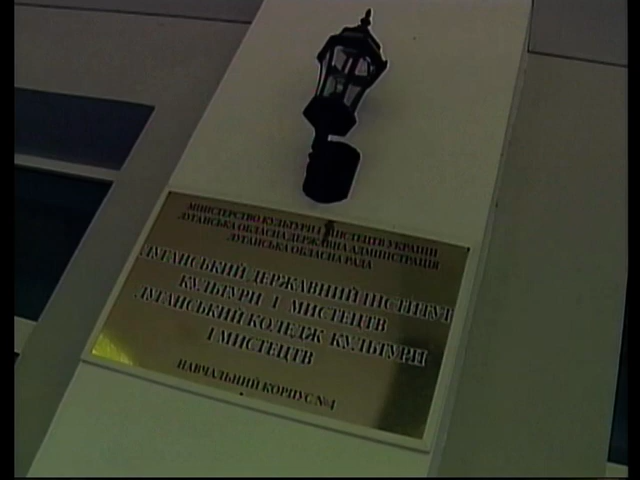 МІНІСТЕРСТВО КУЛЬТУРИ І МИСТЕЦТВ УКРАЇНИ
ЛУГАНСЬКА ОБЛАСНА ДЕРЖАВНА АДМІНІСТРАЦІЯ
ЛУГАНСЬКА ОБЛАСНА РАДА
ЛУГАНСЬКИЙ ДЕРЖАВНИЙ ІНСТИТУТ
КУЛЬТУРИ І МИСТЕЦТВ
ЛУГАНСЬКИЙ КОЛЕДЖ КУЛЬТУРИ
І МИСТЕЦТВ
НАВЧАЛЬНИЙ КОРПУС №1